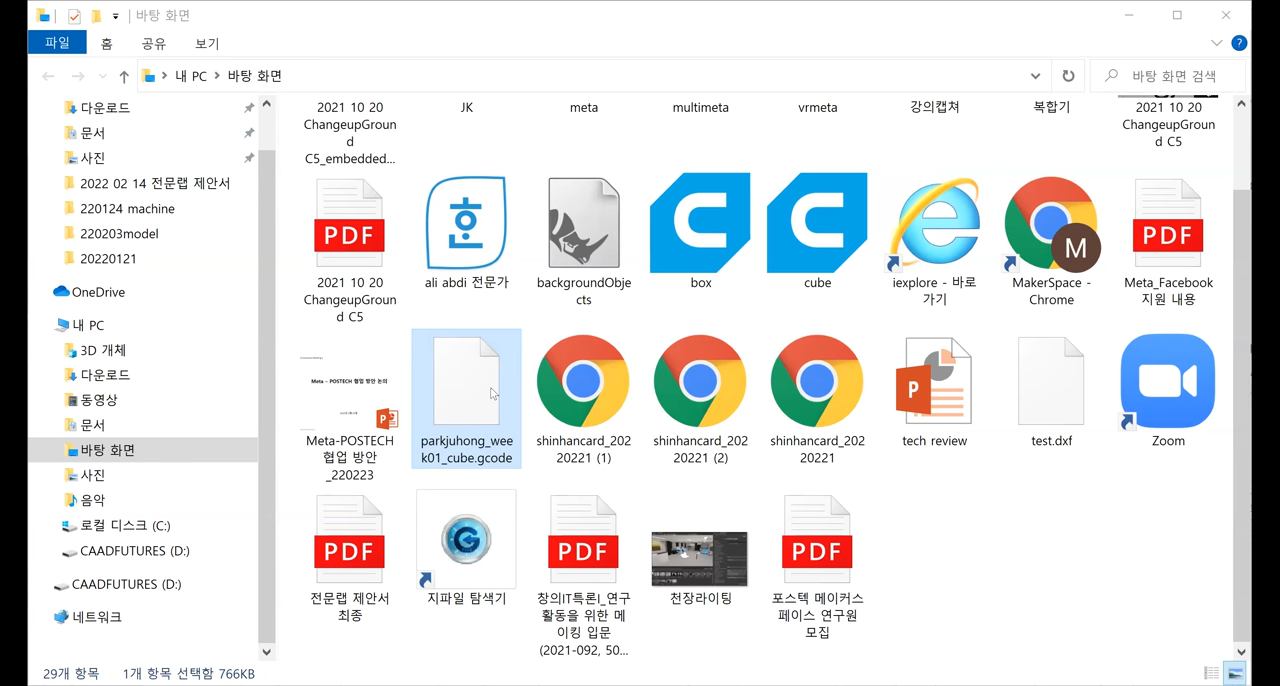 바탕 화면
파일
홈
공유
보기
내 PC
바탕 화면
바탕 화면 검색
다운로드
문서
사진
2022 02 14 전문랩 제안서
220124 machine
220203model
20220121
OneDrive
내 PC
3D 개체
다운로드
동영상
문서
바탕 화면
사진
음악
로컬 디스크 (C:)
CAADFUTURES (D:)
CAADFUTURES (D:)
네트워크
2021 10 20
ChangeupGroun
d
C5_embedded...
JK
meta
multimeta
vrmeta
강의캡쳐
복합기
2021 10 20
ChangeupGroun
d C5
PDF
2021 10 20
ChangeupGroun
d C5
한
ali abdi 전문가
backgroundObje
cts
box
cube
iexplore - 바로
가기
M
MakerSpace -
Chrome
PDF
Meta_Facebook
지원 내용
Meta – POSTECH 협업 방안 논의
P
Meta-POSTECH
협업 방안
_220223
parkjuhong_wee
k01_cube.gcode
shinhancard_202
20221 (1)
shinhancard_202
20221 (2)
shinhancard_202
20221
P
tech review
test.dxf
Zoom
PDF
전문랩 제안서
최종
G
지파일 탐색기
PDF
창의IT특론I_연구
활동을 위한 메
이킹 입문
(2021-092, 50...
천장라이팅
PDF
포스텍 메이커스
페이스 연구원
모집
29개 항목
1개 항목 선택함 766KB